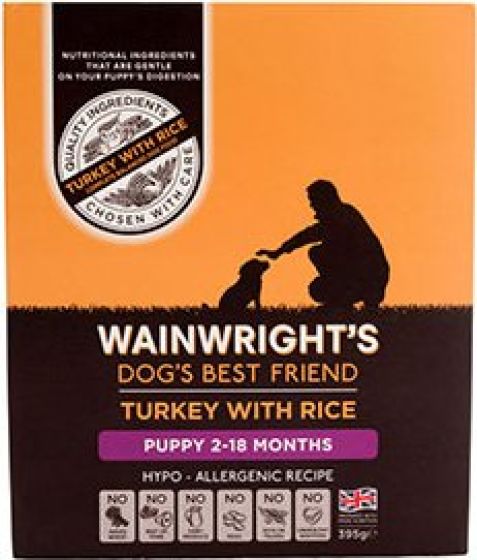 NUTRITIONAL INGREDIENTS
THAT ARE GENTLE
ON YOUR PUPPY'S DIGESTION
QUALITY INGREDIENTS
TURKEY WITH RICE
CHOSEN WITH CARE
WAINWRIGHT'S
DOG'S BEST FRIEND
TURKEY WITH RICE
PUPPY 2-18 MONTHS
HYPO - ALLERGENIC RECIPE
NO NO NO NO NO NO
395g